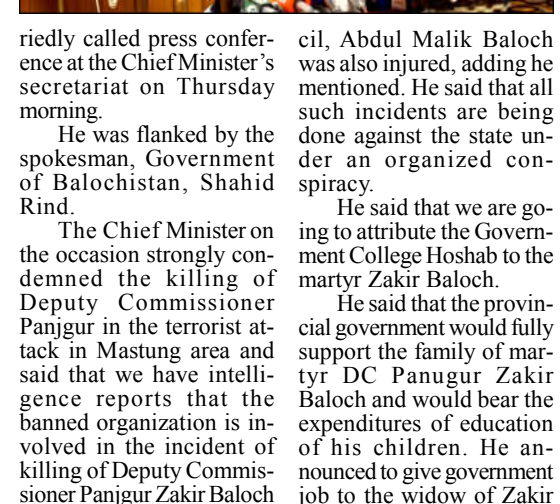 riedly called press confer-
ence at the Chief Minister's
secretariat on Thursday
morning.
He was flanked by the
spokesman, Government
of Balochistan, Shahid
Rind.
The Chief Minister on
the occasion strongly con-
demned the killing of
Deputy Commissioner
Panjgur in the terrorist at-
tack in Mastung area and
said that we have intelli-
gence reports that the
banned organization is in-
volved in the incident of
killing of Deputy Commis-
sioner Panjgur Zakir Baloch
cil, Abdul Malik Baloch
was also injured, adding he
mentioned. He said that all
such incidents are being
done against the state un-
der an organized con-
spiracy.
He said that we are go-
ing to attribute the Govern-
ment College Hoshab to the
martyr Zakir Baloch.
He said that the provin-
cial government would fully
support the family of mar-
tyr DC Panugur Zakir
Baloch and would bear the
expenditures of education
of his children. He an-
nounced to give government
job to the widow of Zakir